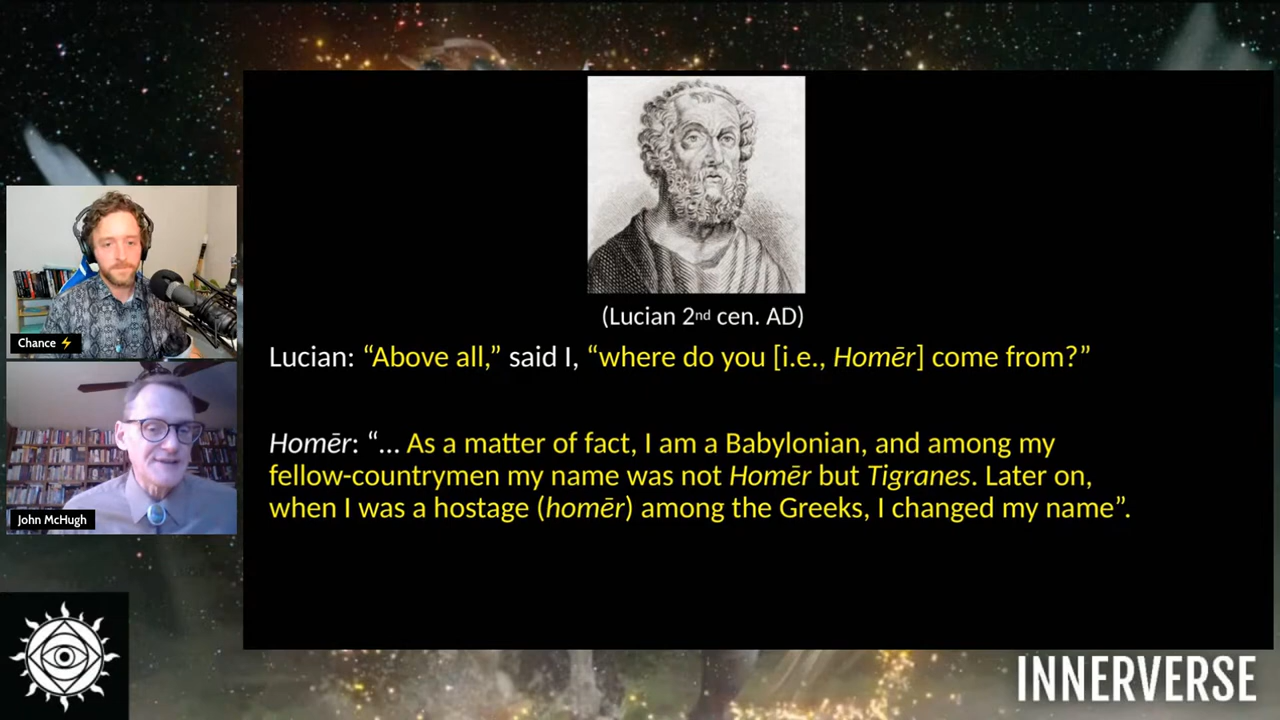 (Lucian 2nd cen. AD)
Lucian: “Above all,” said I, “where do you [i.e., Homēr] come from?”
Homēr: “... As a matter of fact, I am a Babylonian, and among my
fellow-countrymen my name was not Homēr but Tigranes. Later on,
when I was a hostage (homēr) among the Greeks, I changed my name”.
Chance ⚡
John McHugh
INNERVERSE